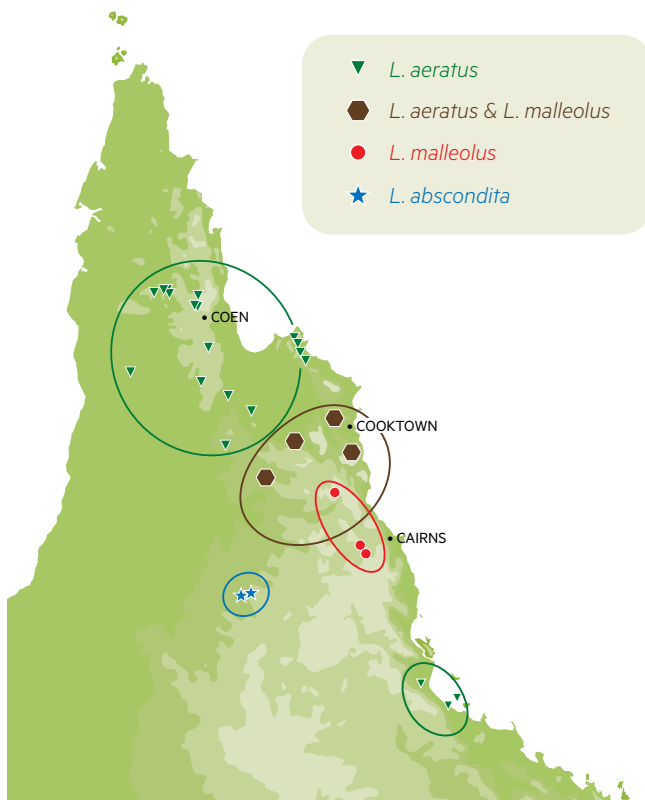 L. aeratus
L. aeratus & L. malleolus
L. malleolus
L. abscondita
COEN
COOKTOWN
CAIRNS